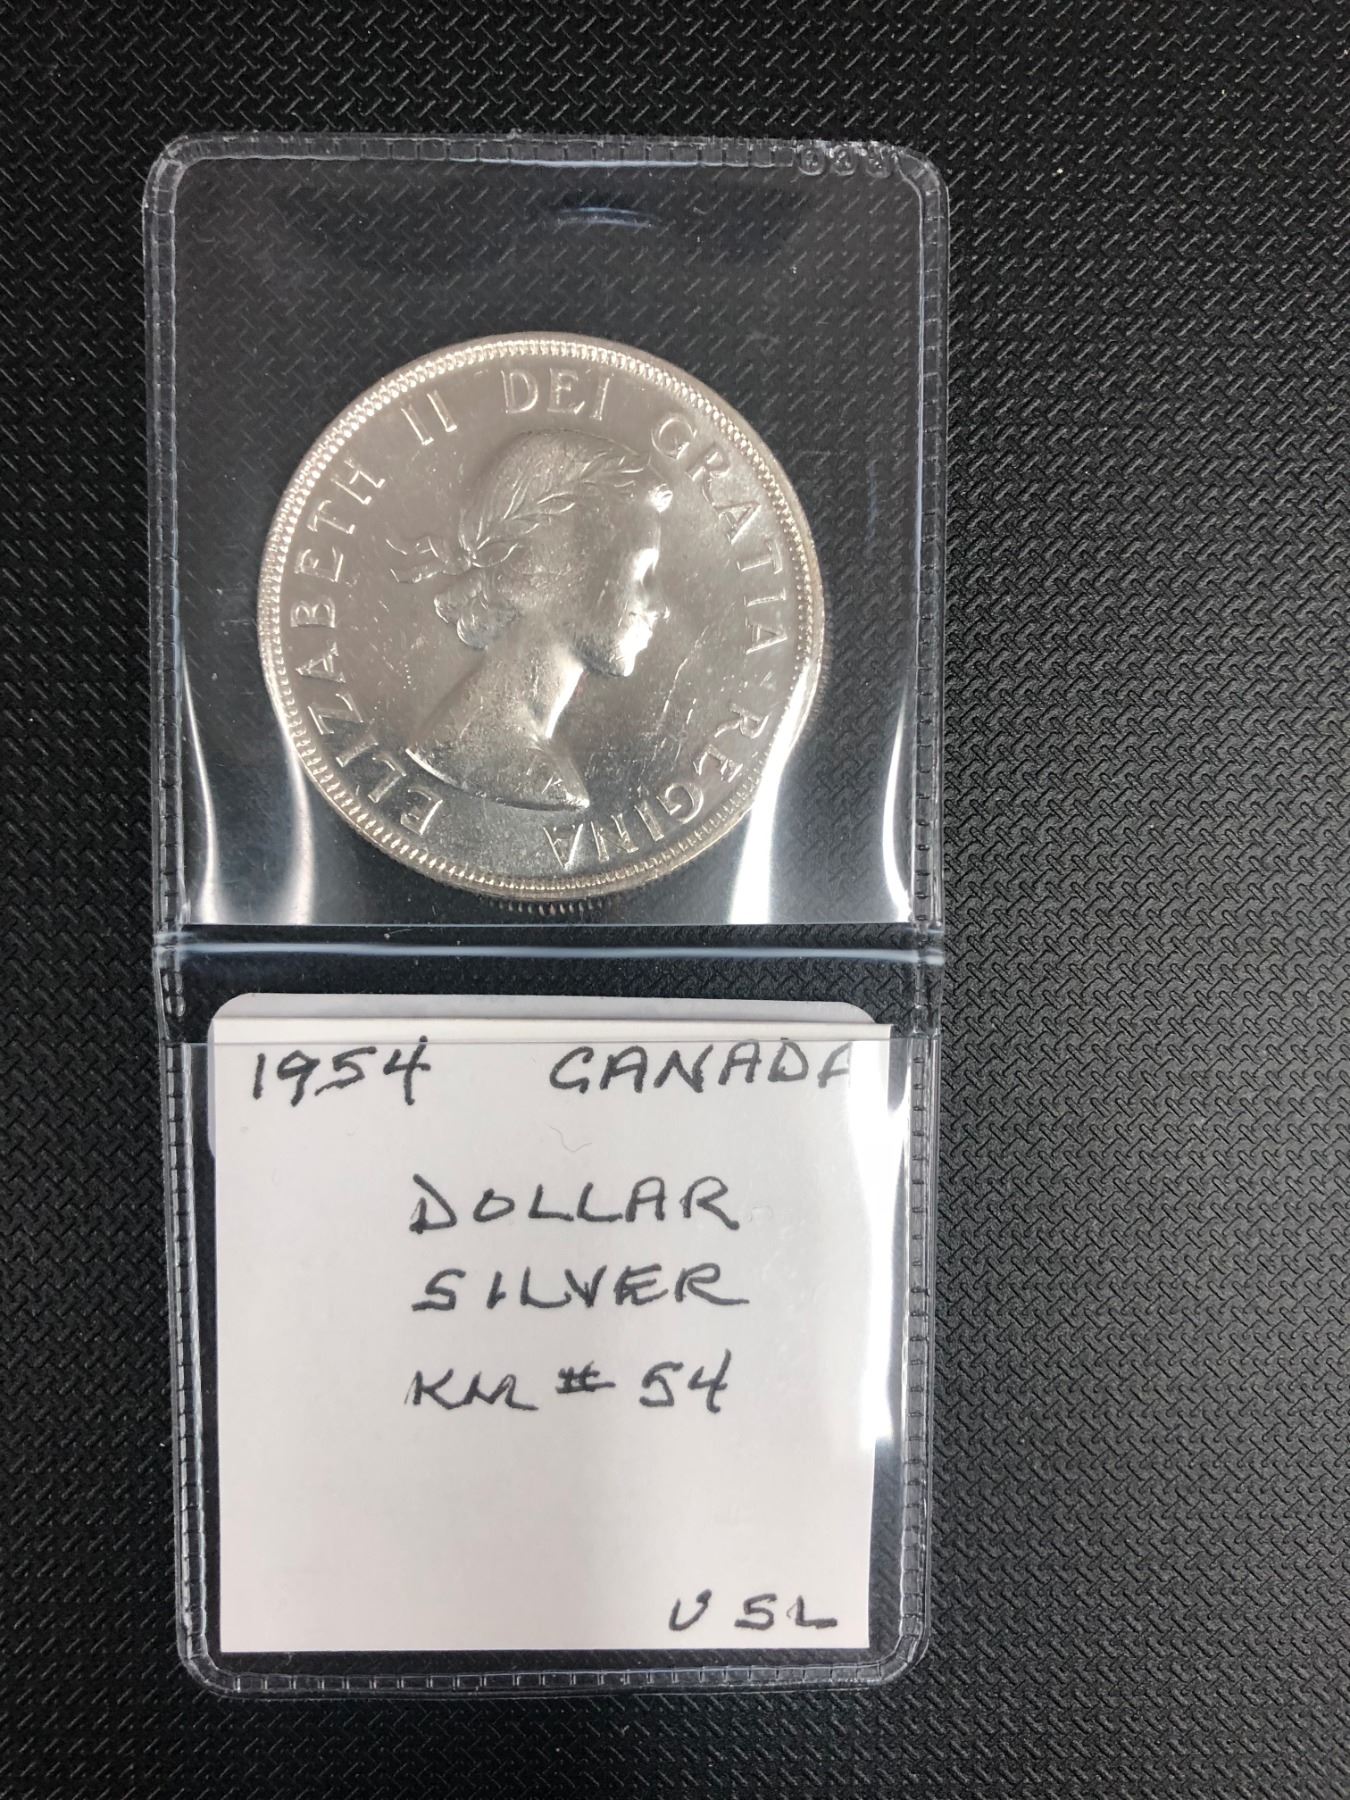 ELIZABETH II DEI GRATIA REGINA
1954 CANADA
DOLLAR
SILVER
KM # 54
USL